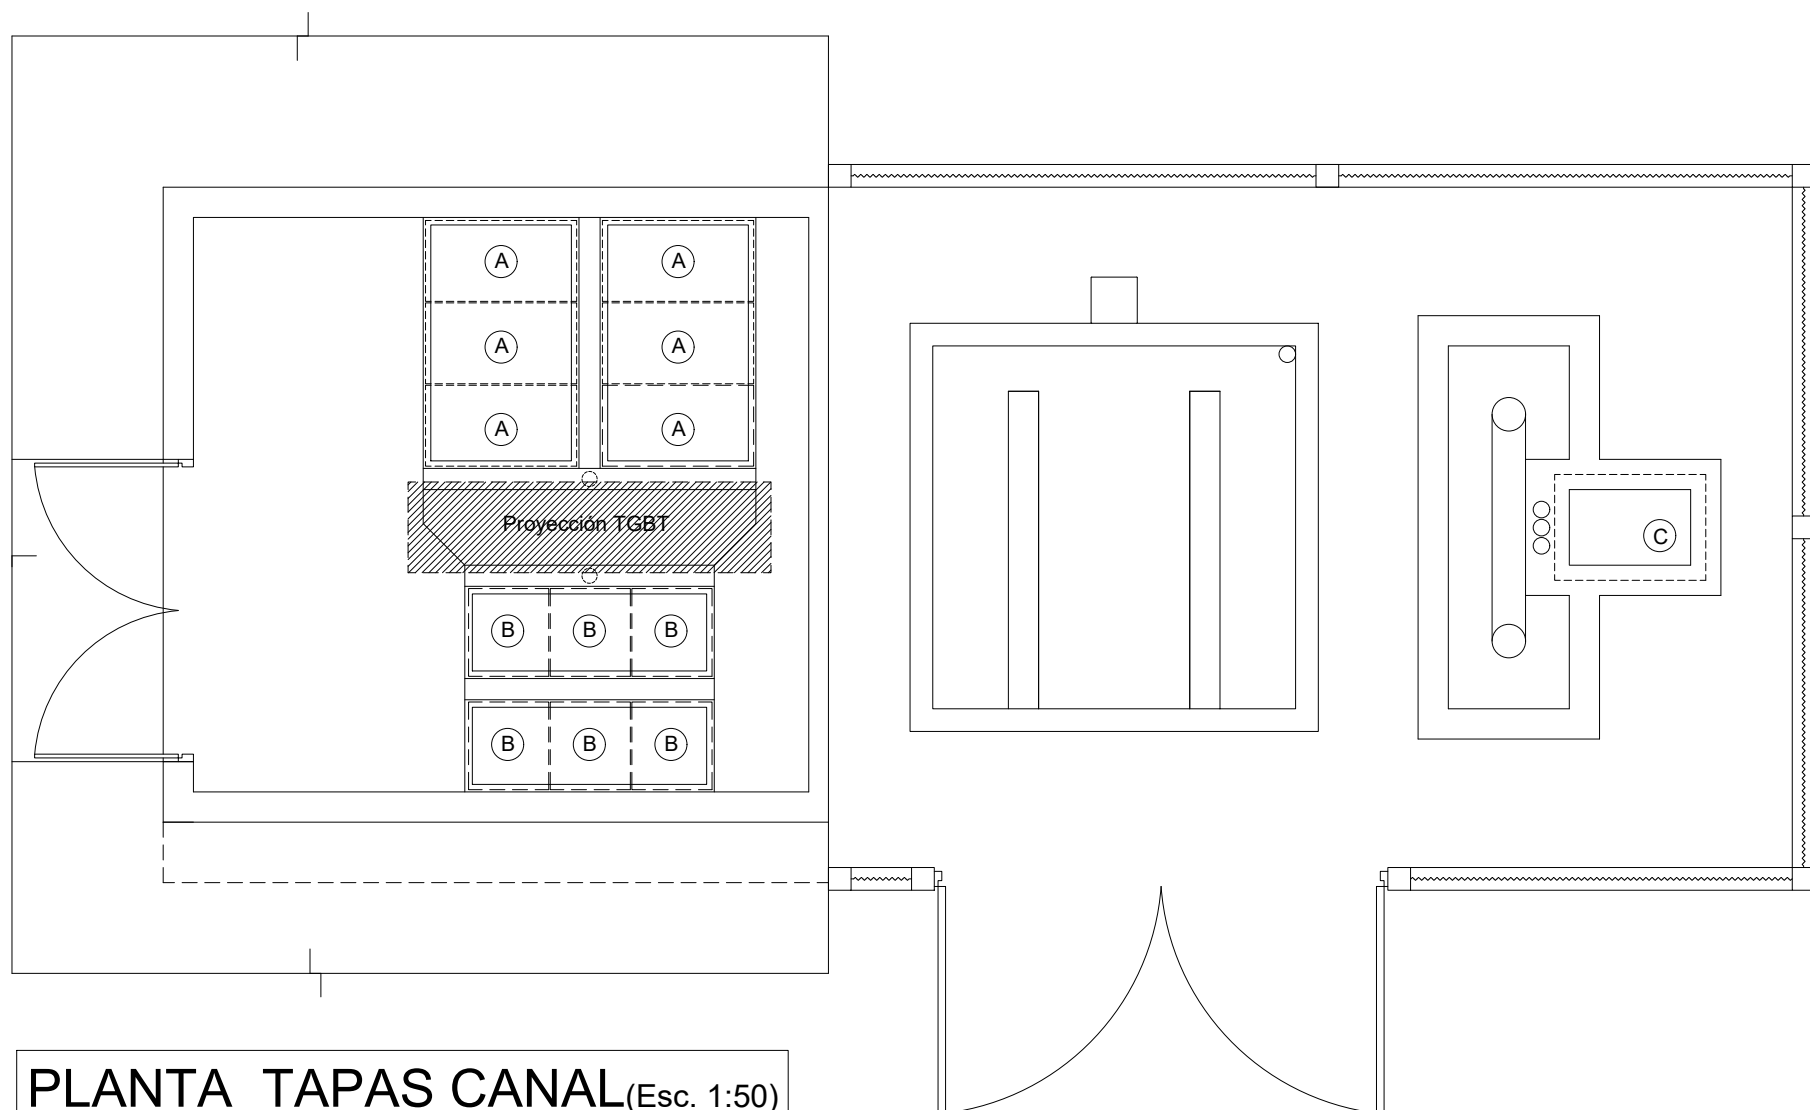 A A
A A
A A
Proyección TGBT
C
B B B
B B B
PLANTA TAPAS CANAL(Esc. 1:50)